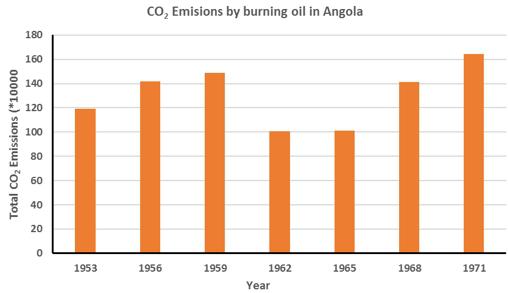 CO₂ Emisions by burning oil in Angola
Total CO₂ Emissions (*10000
180
160
140
120
100
80
60
40
20
0
1953 1956 1959 1962 1965 1968 1971
Year